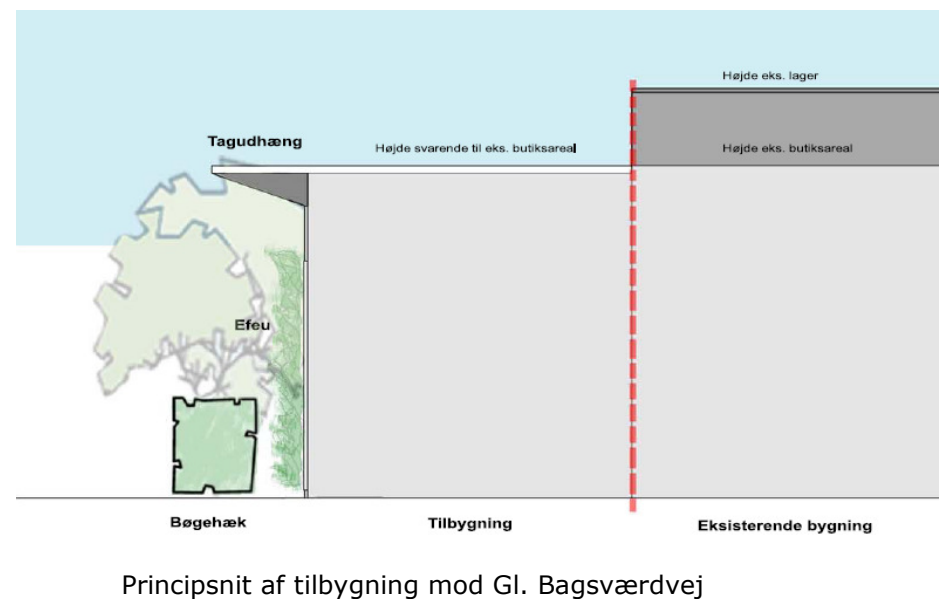 Højde eks. lager
Tagudhæng
Højde svarende til eks. butiksareal
Højde eks. butiksareal
Efeu
Bøgehæk
Tilbygning
Eksisterende bygning
Principsnit af tilbygning mod Gl. Bagsværdvej